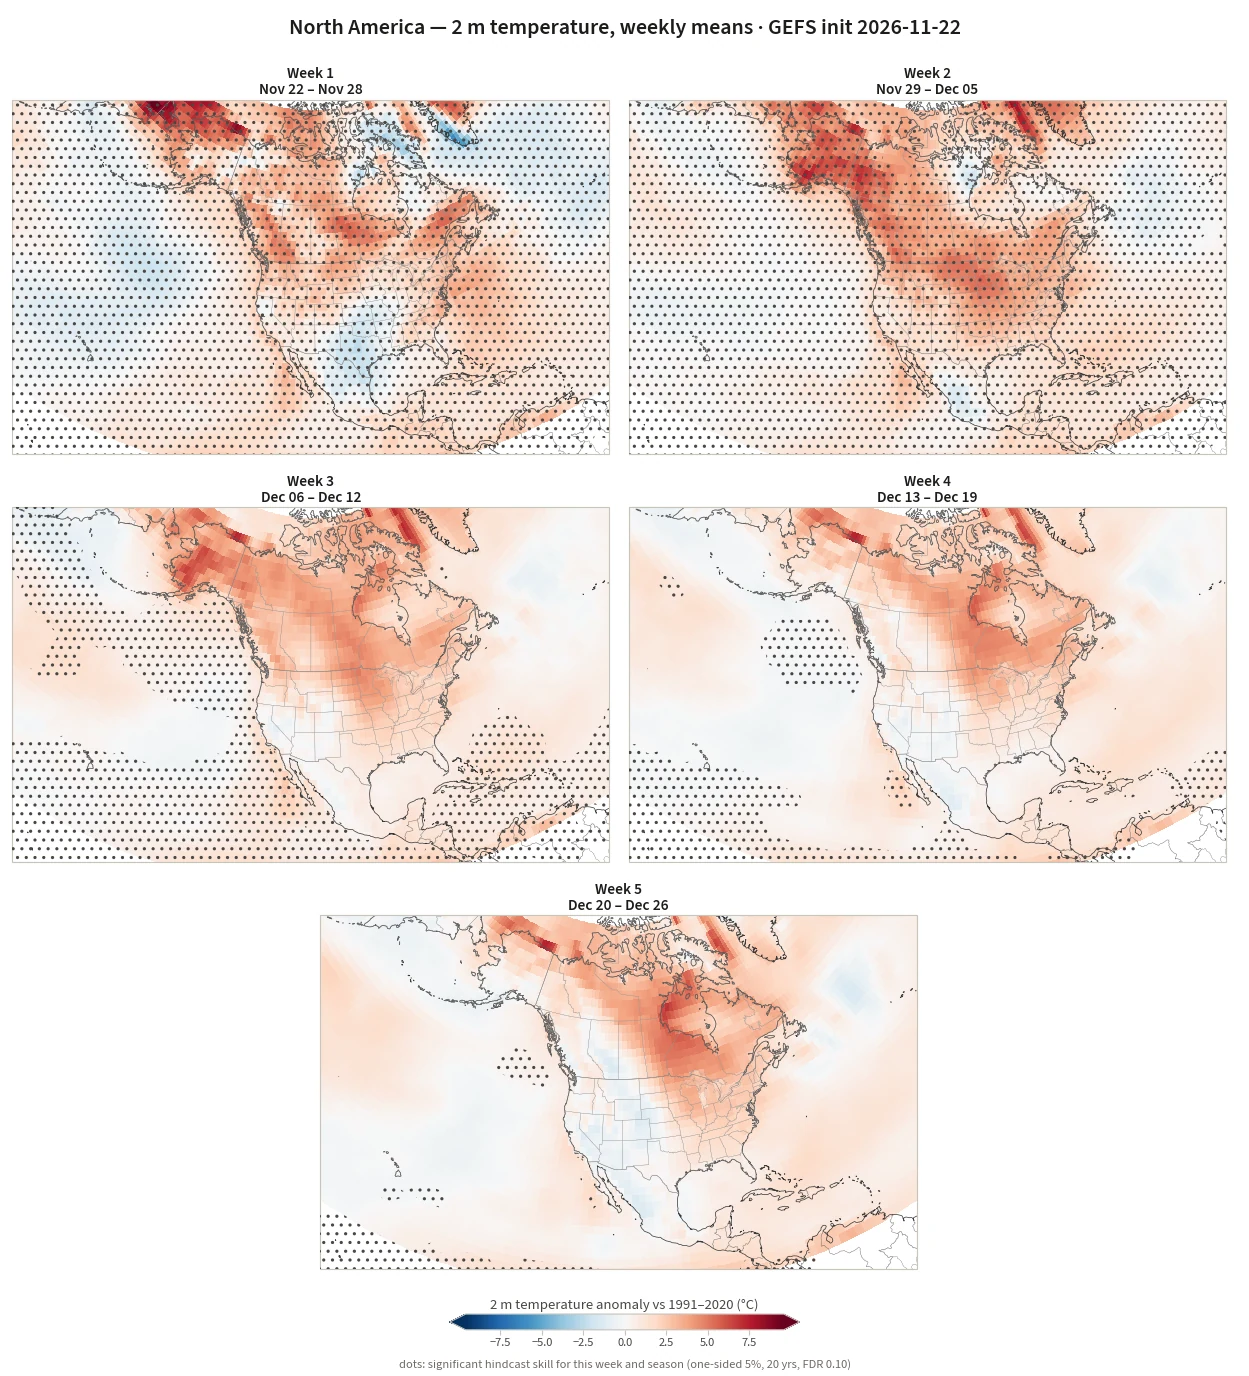 North America — 2 m temperature, weekly means · GEFS init 2026-11-22
Week 1
Nov 22 – Nov 28
Week 2
Nov 29 – Dec 05
Week 3
Dec 06 – Dec 12
Week 4
Dec 13 – Dec 19
Week 5
Dec 20 – Dec 26
2 m temperature anomaly vs 1991–2020 (°C)
−7.5 −5.0 −2.5 0.0 2.5 5.0 7.5
dots: significant hindcast skill for this week and season (one-sided 5%, 20 yrs, FDR 0.10)